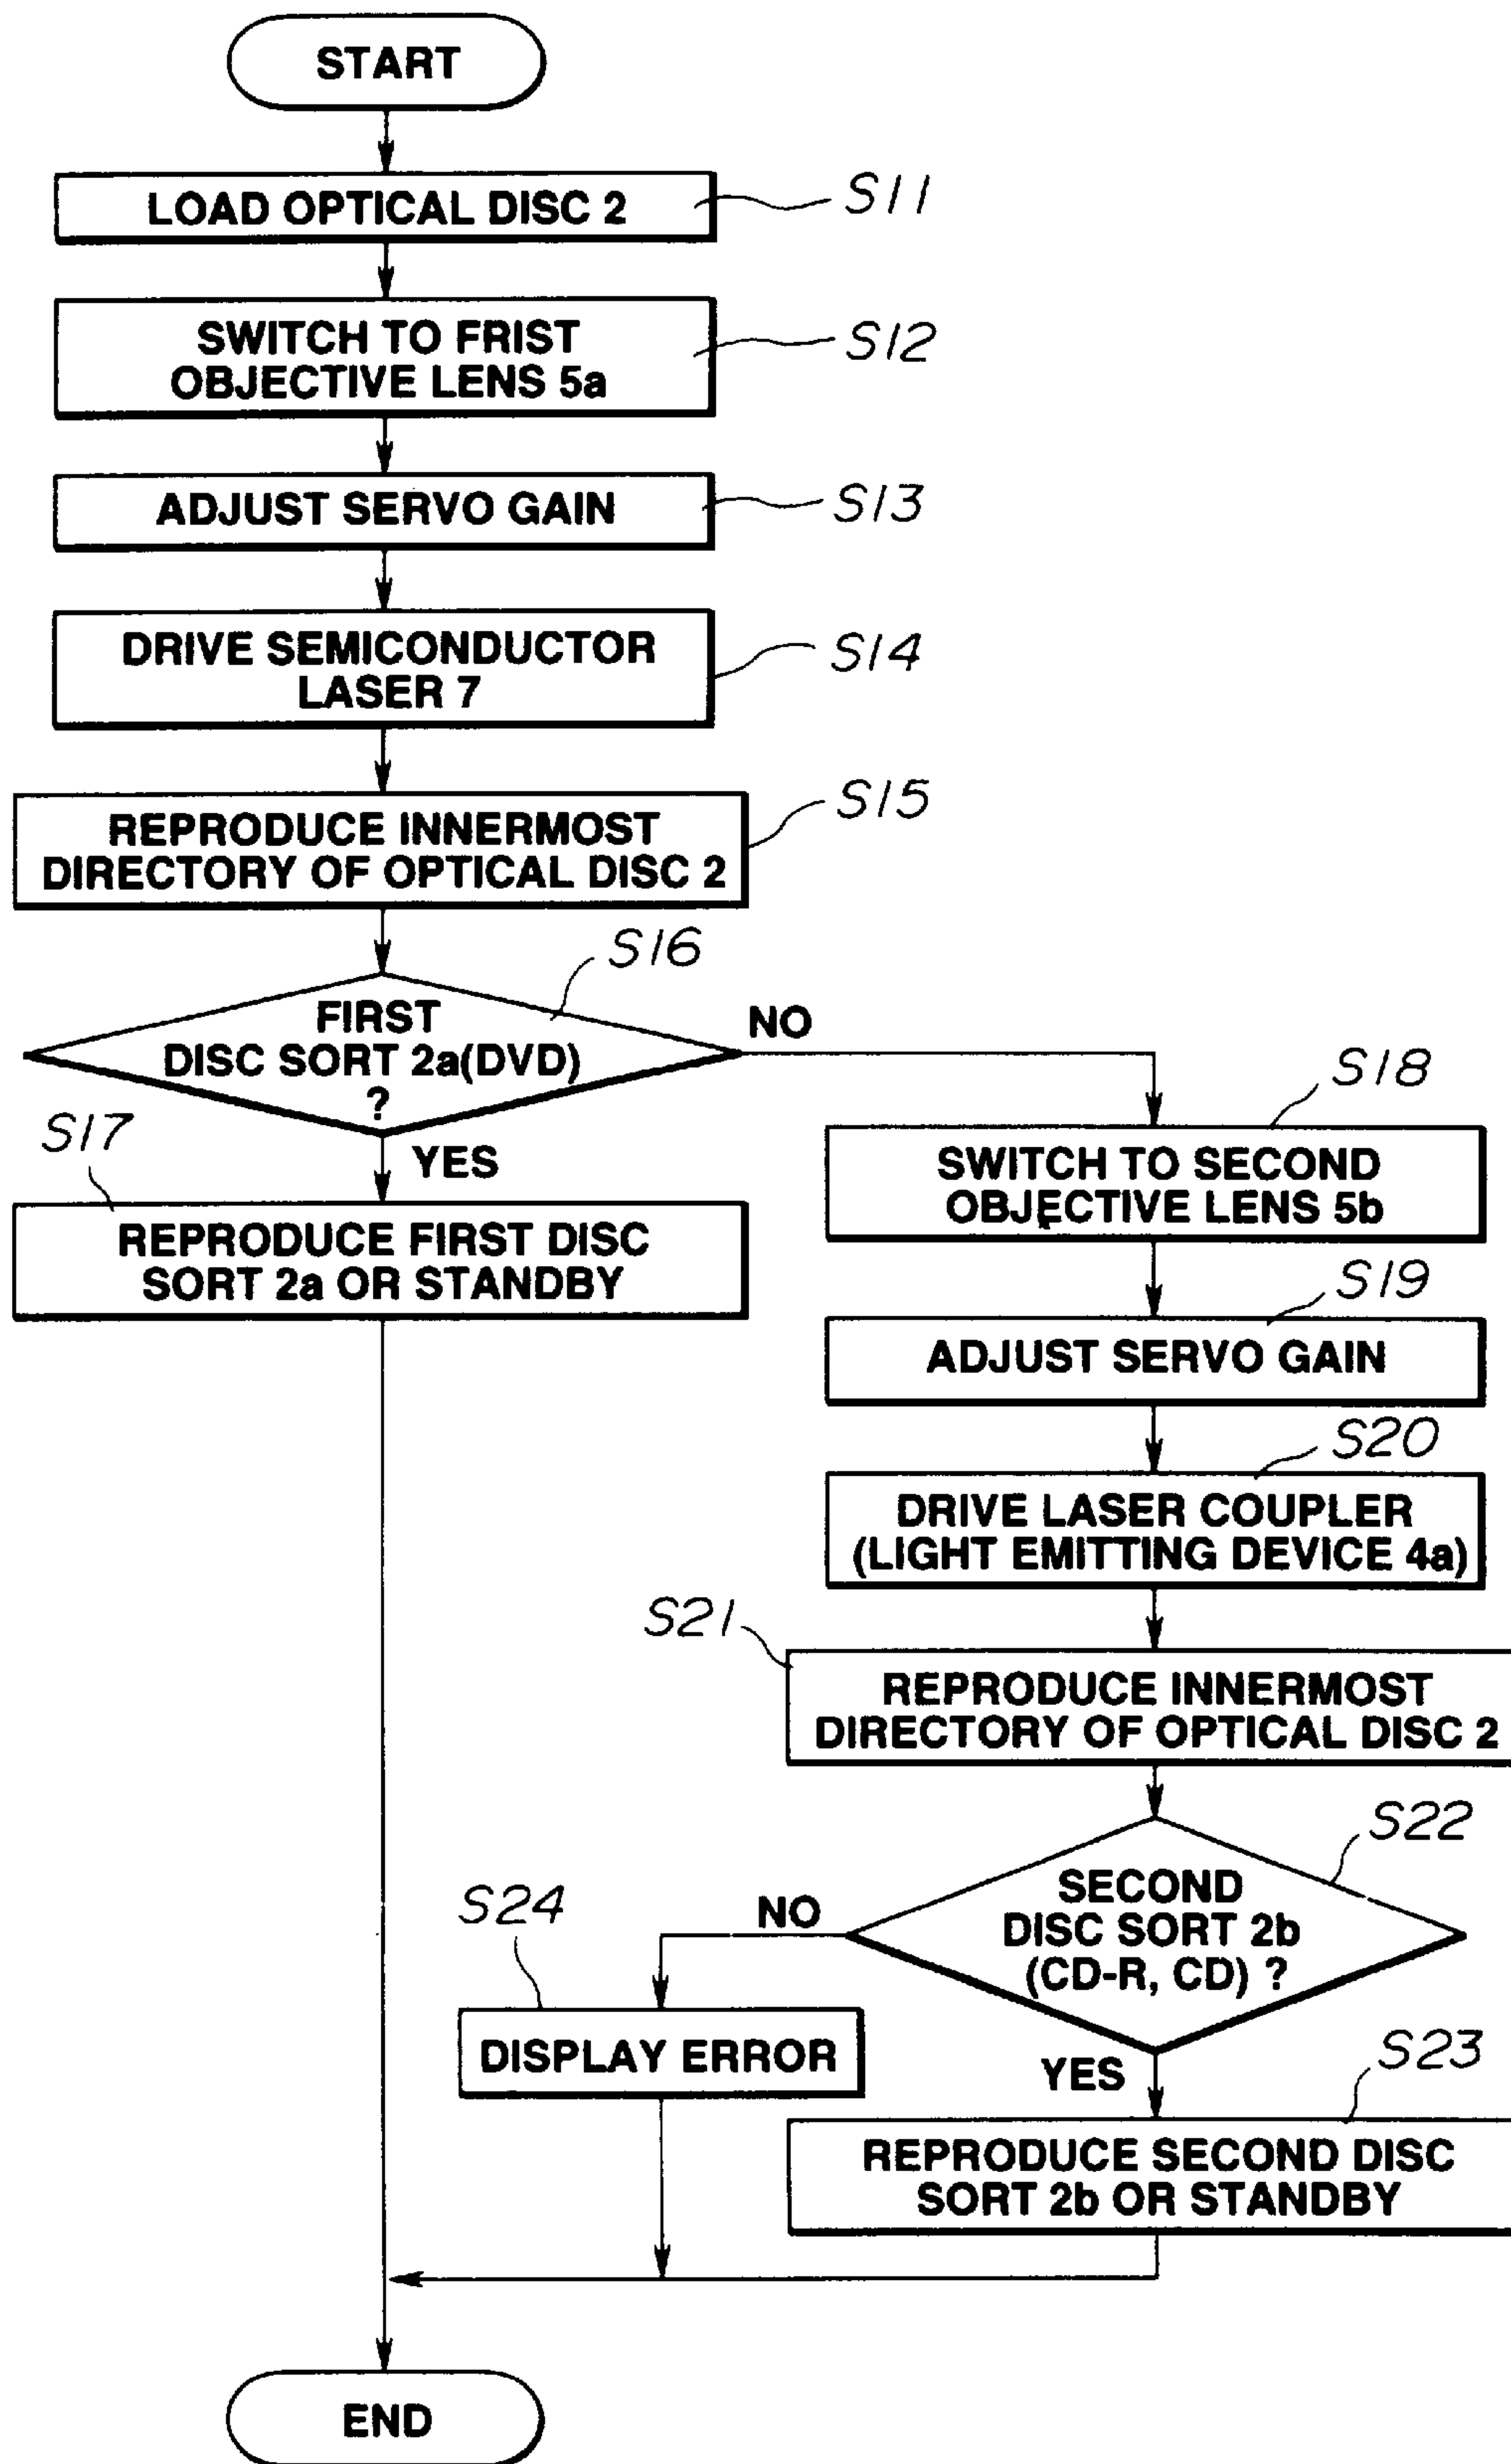 START
LOAD OPTICAL DISC 2
S11
SWITCH TO FRIST
OBJECTIVE LENS 5a
S12
ADJUST SERVO GAIN
S13
DRIVE SEMICONDUCTOR
LASER 7
S14
REPRODUCE INNERMOST
DIRECTORY OF OPTICAL DISC 2
S15
S16
FIRST
DISC SORT 2a(DVD)
?
NO
YES
S17
REPRODUCE FIRST DISC
SORT 2a OR STANDBY
S18
SWITCH TO SECOND
OBJECTIVE LENS 5b
S19
ADJUST SERVO GAIN
S20
DRIVE LASER COUPLER
(LIGHT EMITTING DEVICE 4a)
S21
REPRODUCE INNERMOST
DIRECTORY OF OPTICAL DISC 2
S22
SECOND
DISC SORT 2b
(CD-R, CD) ?
NO
S24
DISPLAY ERROR
YES
S23
REPRODUCE SECOND DISC
SORT 2b OR STANDBY
END